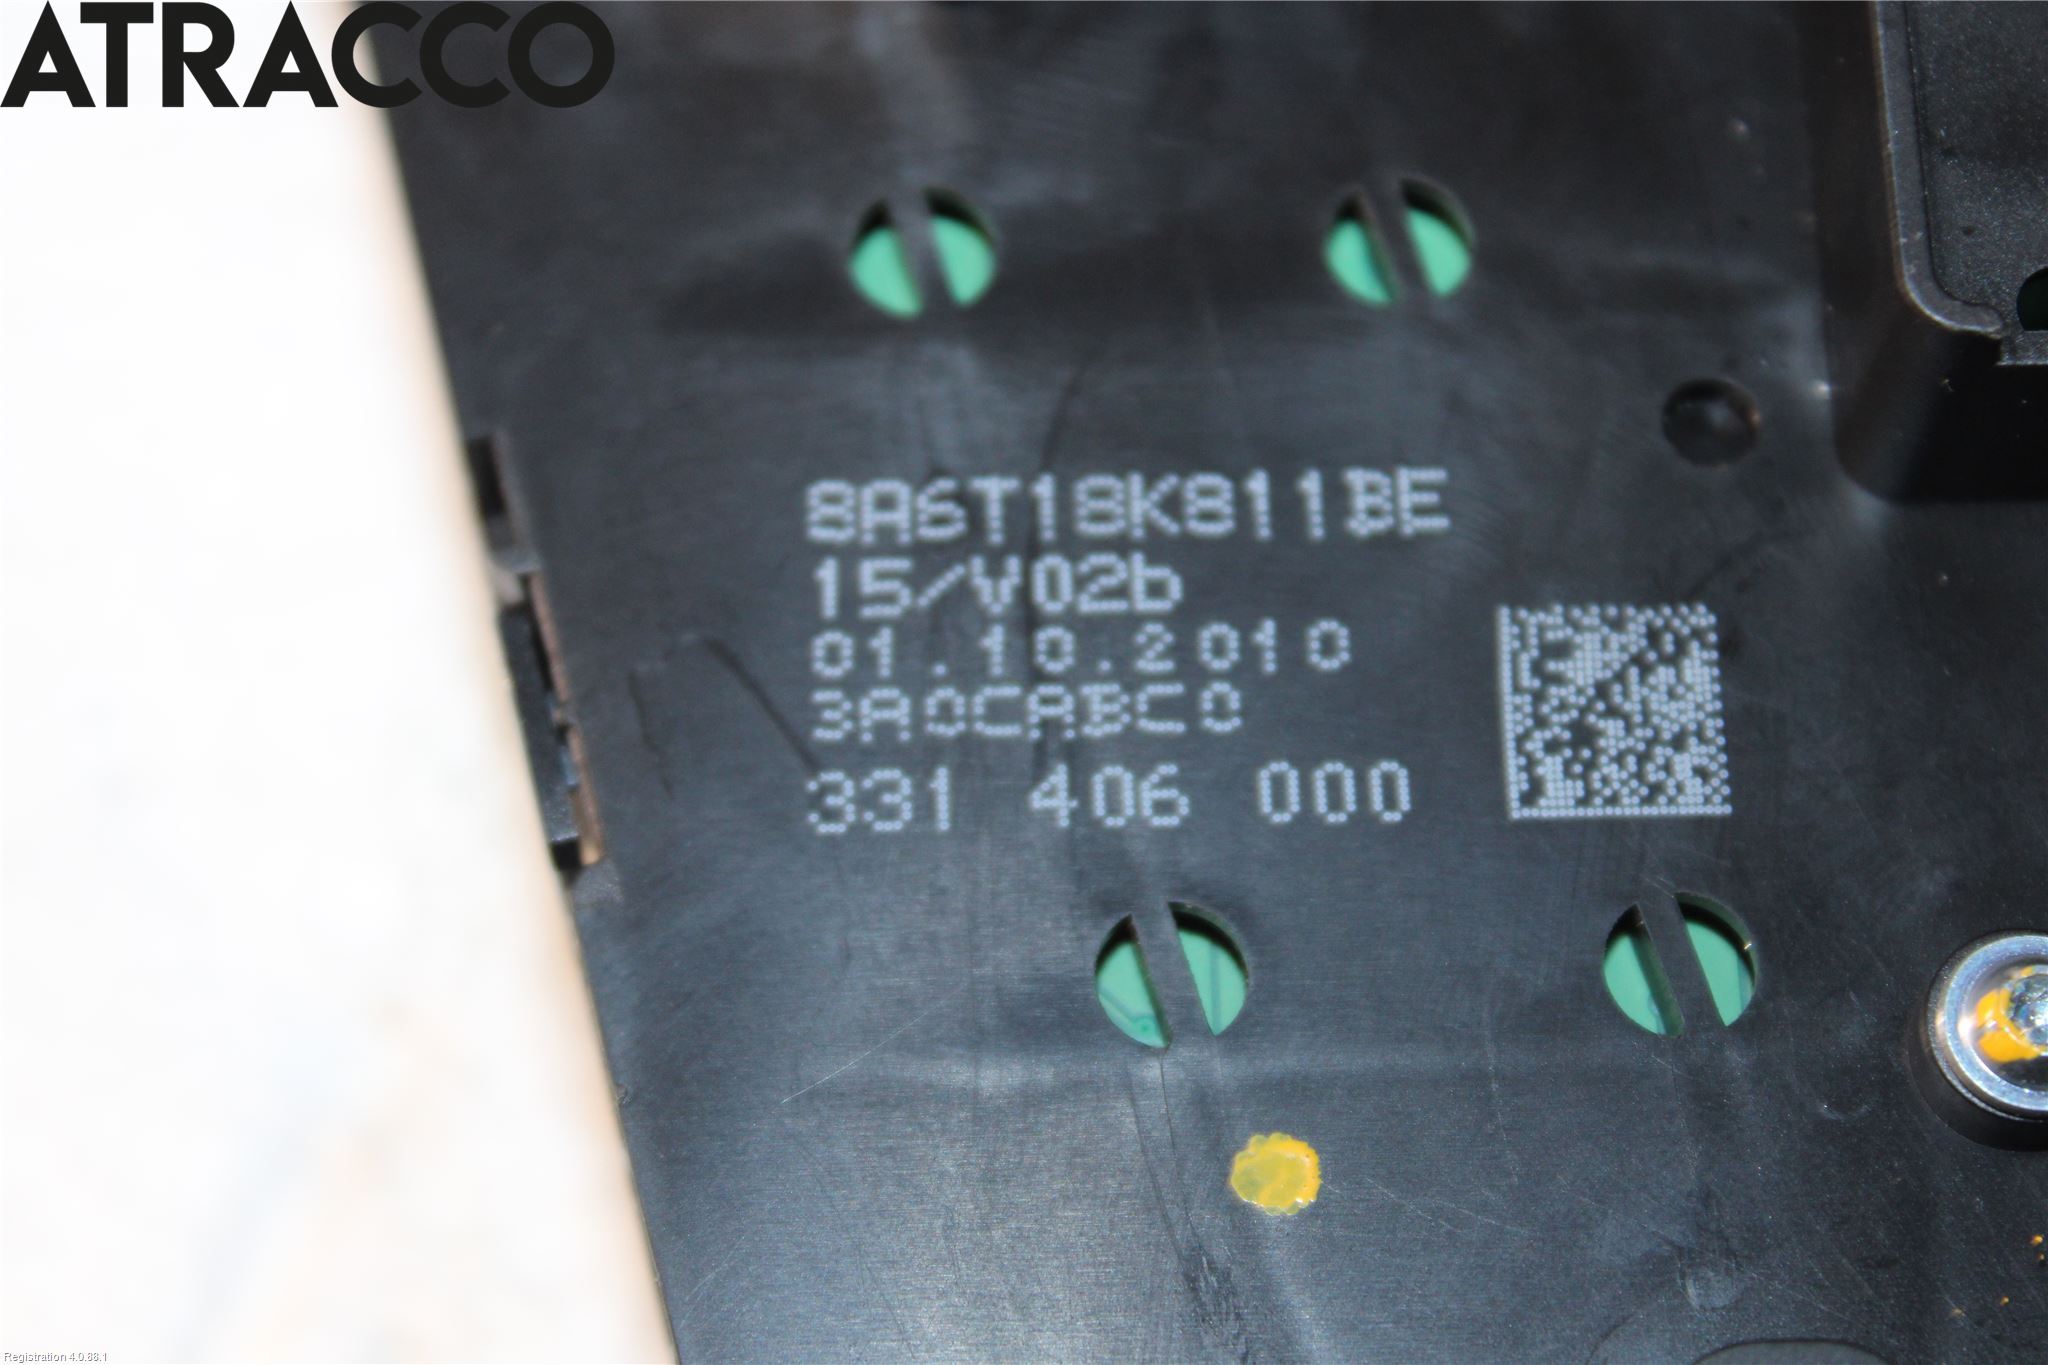 ATRACCO
8A6T18K811BE
15/V02b
01.10.2010
3A0CABC0
331 406 000
Registration 4.0.88.1